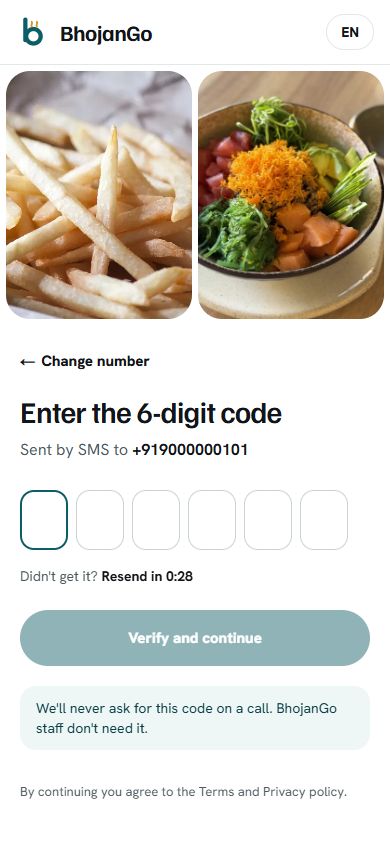 BhojanGo
EN
← Change number
Enter the 6-digit code
Sent by SMS to +919000000101
Didn't get it? Resend in 0:28
Verify and continue
We'll never ask for this code on a call. BhojanGo
staff don't need it.
By continuing you agree to the Terms and Privacy policy.